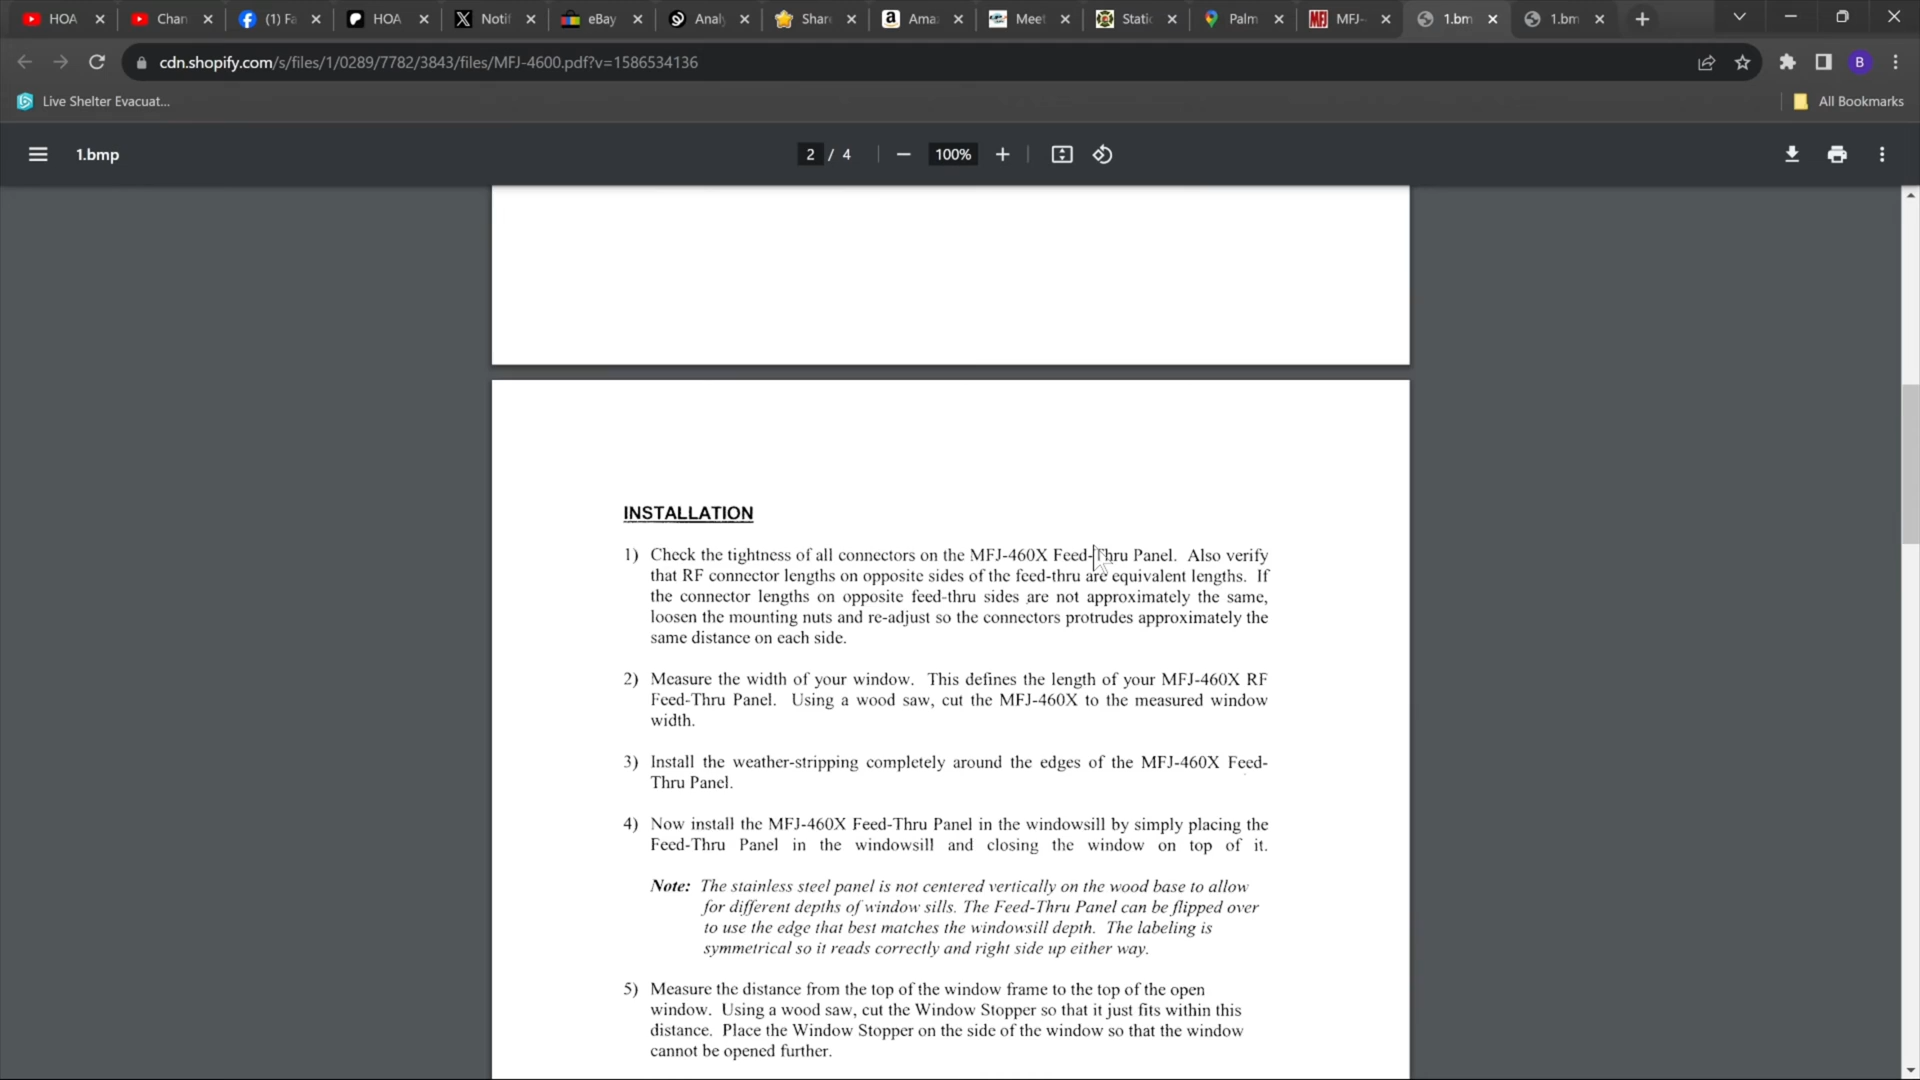 HOA
Chan
(1) Fa
HOA
Notif
eBay
Analy
Share
Ama
Meet
Static
Palm
MFJ-
1.bm
1.bm
cdn.shopify.com/s/files/1/0289/7782/3843/files/MFJ-4600.pdf?v=1586534136
B
Live Shelter Evacuat...
All Bookmarks
1.bmp
2 / 4
100%
INSTALLATION
1) Check the tightness of all connectors on the MFJ-460X Feed-Thru Panel. Also verify
that RF connector lengths on opposite sides of the feed-thru are equivalent lengths. If
the connector lengths on opposite feed-thru sides are not approximately the same,
loosen the mounting nuts and re-adjust so the connectors protrudes approximately the
same distance on each side.
2) Measure the width of your window. This defines the length of your MFJ-460X RF
Feed-Thru Panel. Using a wood saw, cut the MFJ-460X to the measured window
width.
3) Install the weather-stripping completely around the edges of the MFJ-460X Feed-
Thru Panel.
4) Now install the MFJ-460X Feed-Thru Panel in the windowsill by simply placing the
Feed-Thru Panel in the windowsill and closing the window on top of it.
Note: The stainless steel panel is not centered vertically on the wood base to allow
for different depths of window sills. The Feed-Thru Panel can be flipped over
to use the edge that best matches the windowsill depth. The labeling is
symmetrical so it reads correctly and right side up either way.
5) Measure the distance from the top of the window frame to the top of the open
window. Using a wood saw, cut the Window Stopper so that it just fits within this
distance. Place the Window Stopper on the side of the window so that the window
cannot be opened further.